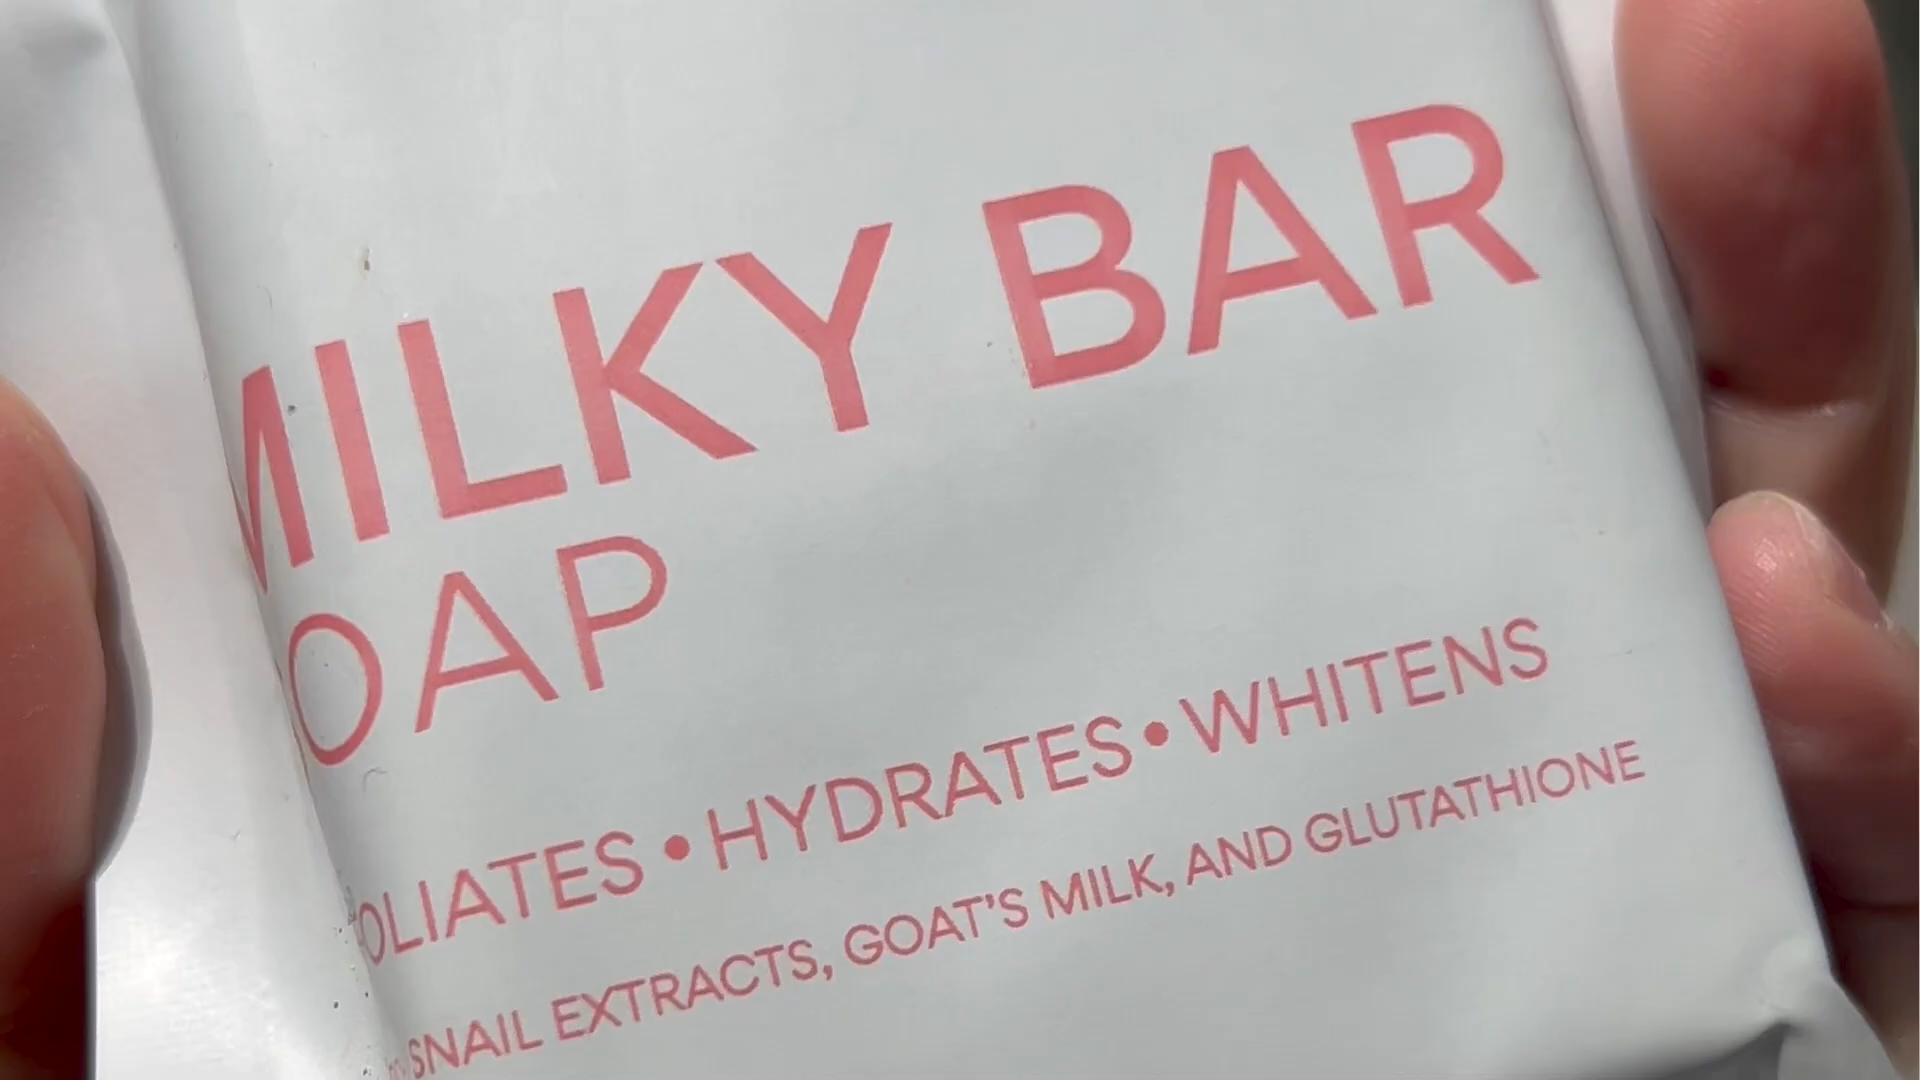 MILKY BAR
OAP
OLIATES • HYDRATES • WHITENS
SNAIL EXTRACTS, GOAT'S MILK, AND GLUTATHIONE